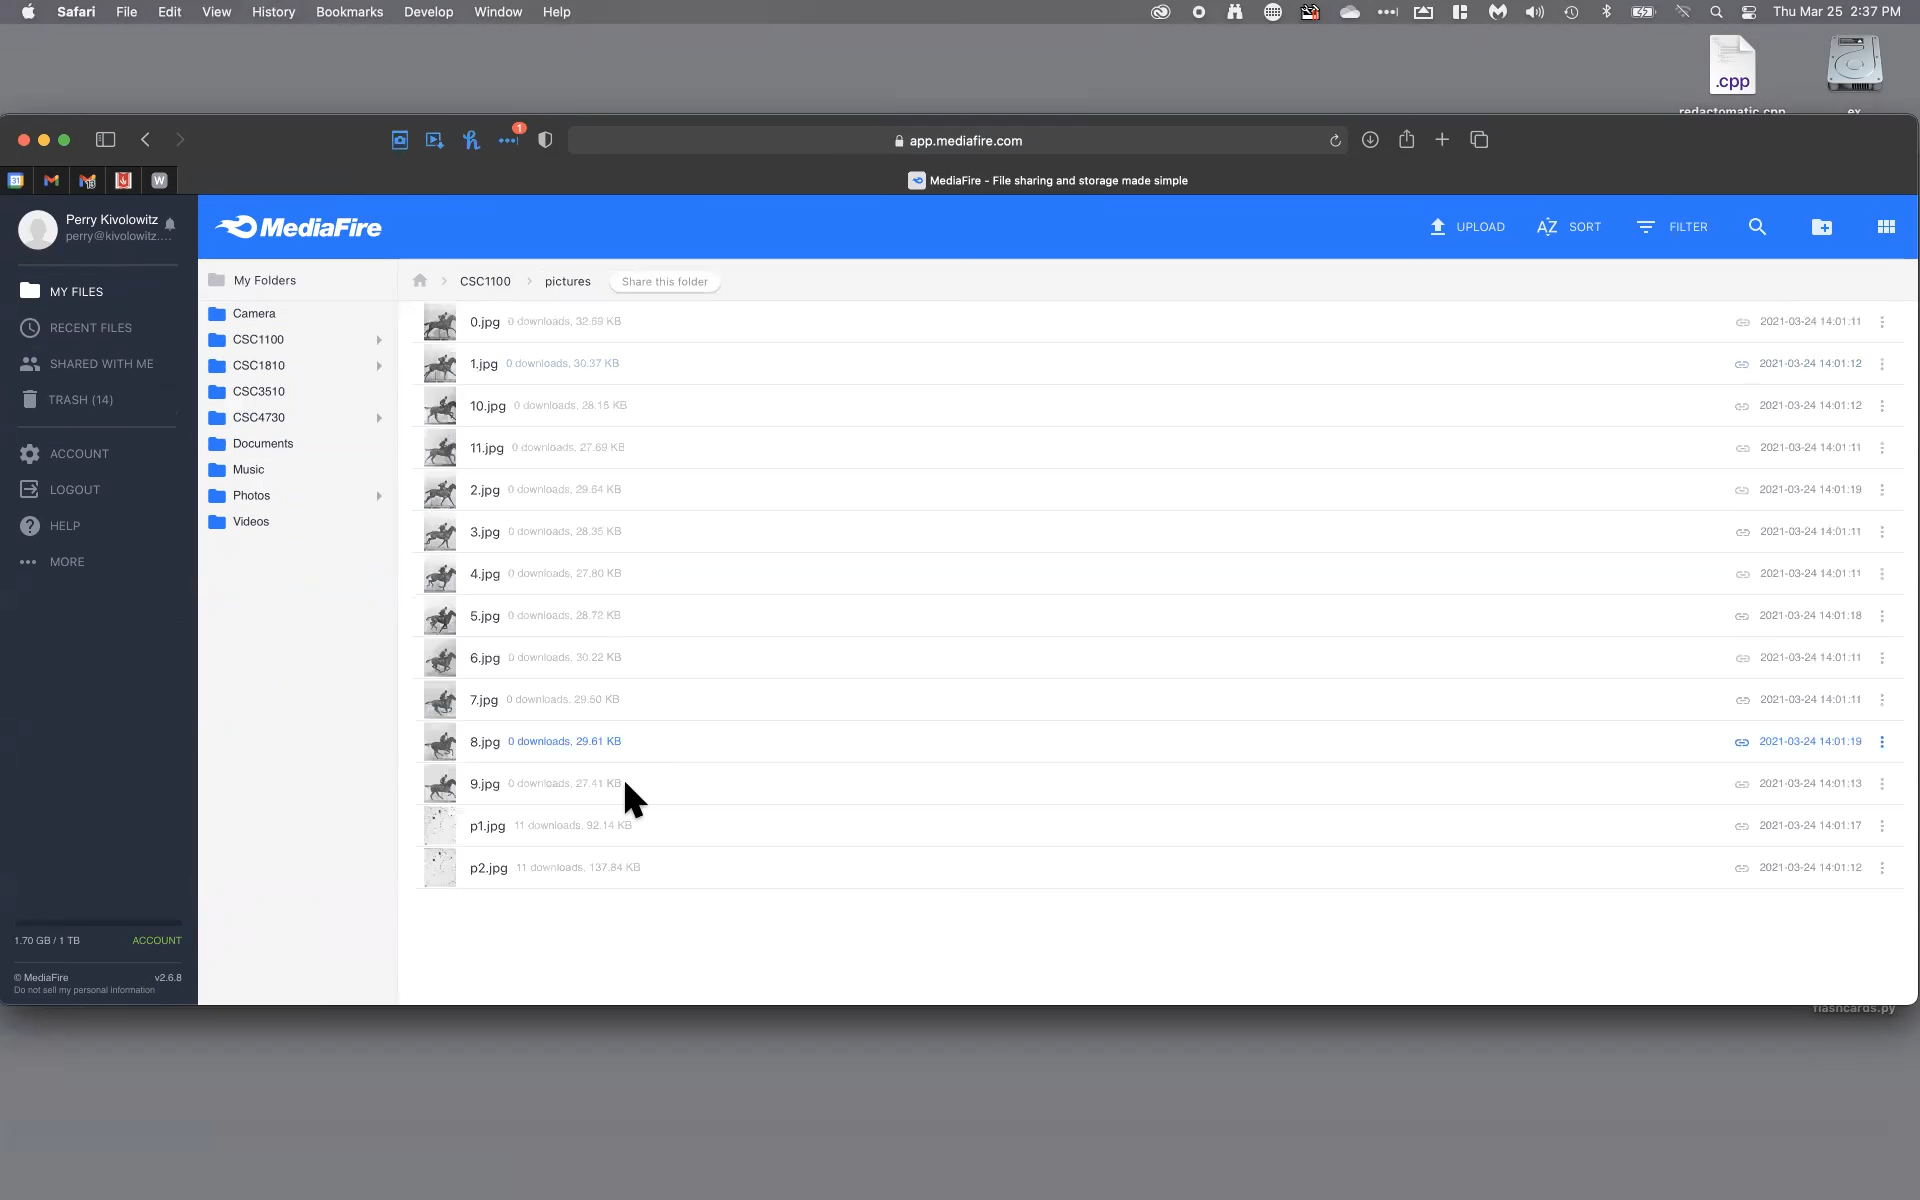 Safari File Edit View History Bookmarks Develop Window Help Thu Mar 25 2:37 PM
.cpp
redactomatic.cpp ex
1
app.mediafire.com
31 13 W MediaFire - File sharing and storage made simple
Perry Kivolowitz
perry@kivolowitz....
MediaFire UPLOAD AZ SORT FILTER
MY FILES
RECENT FILES
SHARED WITH ME
TRASH (14)
ACCOUNT
LOGOUT
HELP
MORE
1.70 GB / 1 TB ACCOUNT
© MediaFire v2.6.8
Do not sell my personal information
My Folders
Camera
CSC1100
CSC1810
CSC3510
CSC4730
Documents
Music
Photos
Videos
CSC1100 pictures Share this folder
0.jpg 0 downloads, 32.69 KB 2021-03-24 14:01:11
1.jpg 0 downloads, 30.37 KB 2021-03-24 14:01:12
10.jpg 0 downloads, 28.15 KB 2021-03-24 14:01:12
11.jpg 0 downloads, 27.69 KB 2021-03-24 14:01:11
2.jpg 0 downloads, 29.64 KB 2021-03-24 14:01:19
3.jpg 0 downloads, 28.35 KB 2021-03-24 14:01:11
4.jpg 0 downloads, 27.80 KB 2021-03-24 14:01:11
5.jpg 0 downloads, 28.72 KB 2021-03-24 14:01:18
6.jpg 0 downloads, 30.22 KB 2021-03-24 14:01:11
7.jpg 0 downloads, 29.50 KB 2021-03-24 14:01:11
8.jpg 0 downloads, 29.61 KB 2021-03-24 14:01:19
9.jpg 0 downloads, 27.41 KB 2021-03-24 14:01:13
p1.jpg 11 downloads, 92.14 KB 2021-03-24 14:01:17
p2.jpg 11 downloads, 137.84 KB 2021-03-24 14:01:12
flashcards.py